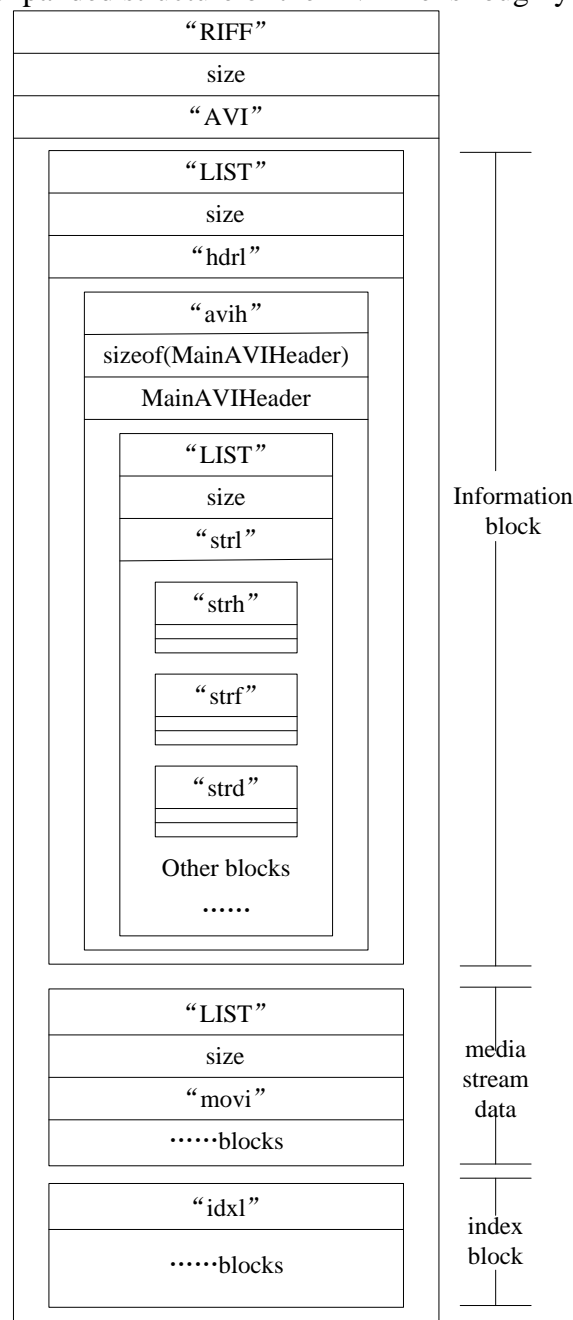 “RIFF”
size
“AVI”
“LIST”
size
“hdrl”
“avih”
sizeof(MainAVIHeader)
MainAVIHeader
“LIST”
size
“strl”
“strh”
“strf”
“strd”
Other blocks
……
Information
block
“LIST”
size
“movi”
……blocks
media
stream
data
“idxl”
……blocks
index
block